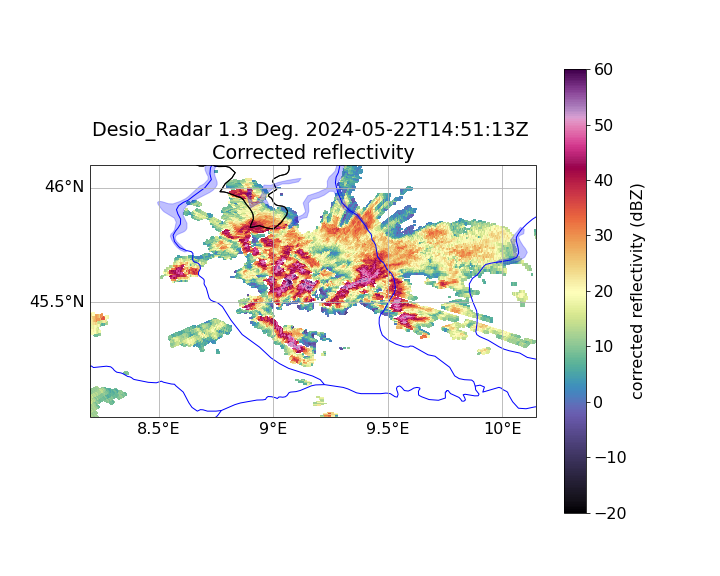 Desio_Radar 1.3 Deg. 2024-05-22T14:51:13Z
Corrected reflectivity
46°N
45.5°N
8.5°E
9°E
9.5°E
10°E
60
50
40
30
20
10
0
−10
−20
corrected reflectivity (dBZ)